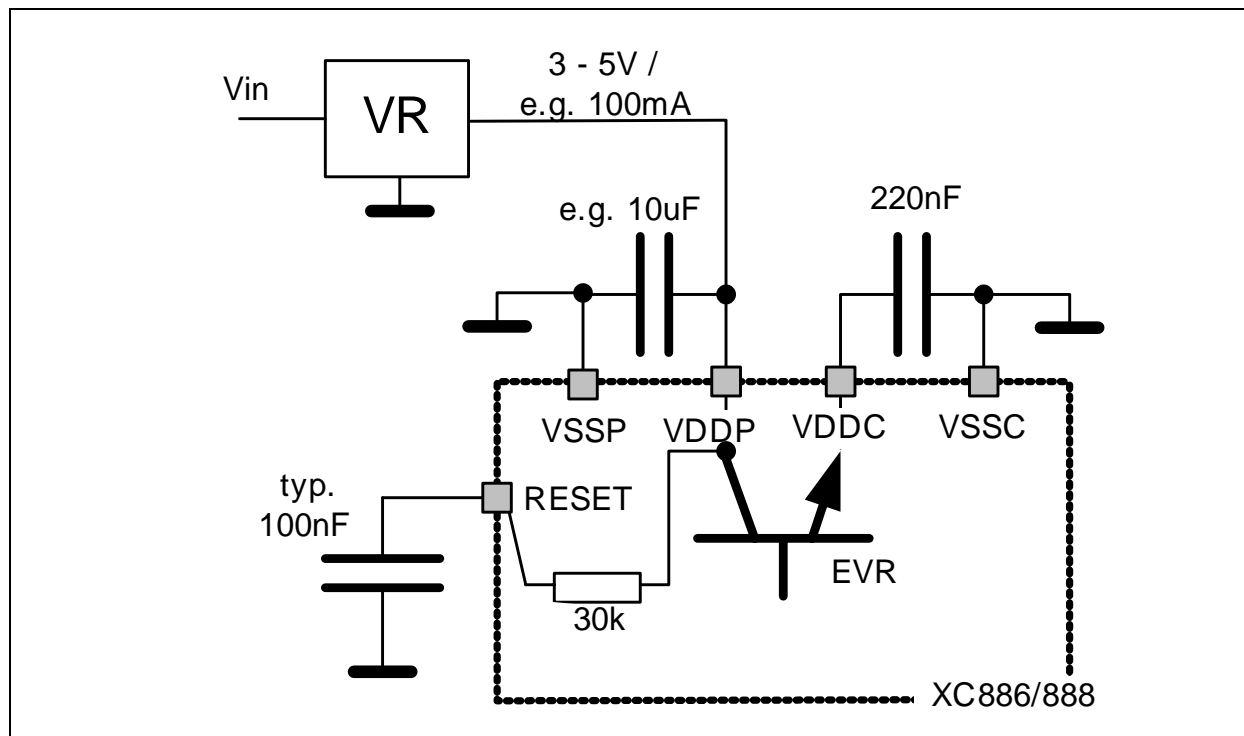 3 - 5V /
Vin
VR
e.g. 100mA
e.g. 10uF
220nF
VSSP
VDDP
VDDC
VSSC
typ.
100nF
RESET
EVR
30k
XC886/888